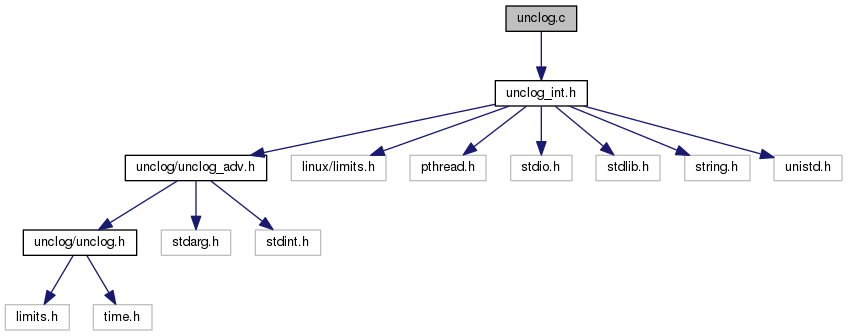 unclog.c
unclog_int.h
unclog/unclog_adv.h
linux/limits.h
pthread.h
stdio.h
stdlib.h
string.h
unistd.h
unclog/unclog.h
stdarg.h
stdint.h
limits.h
time.h